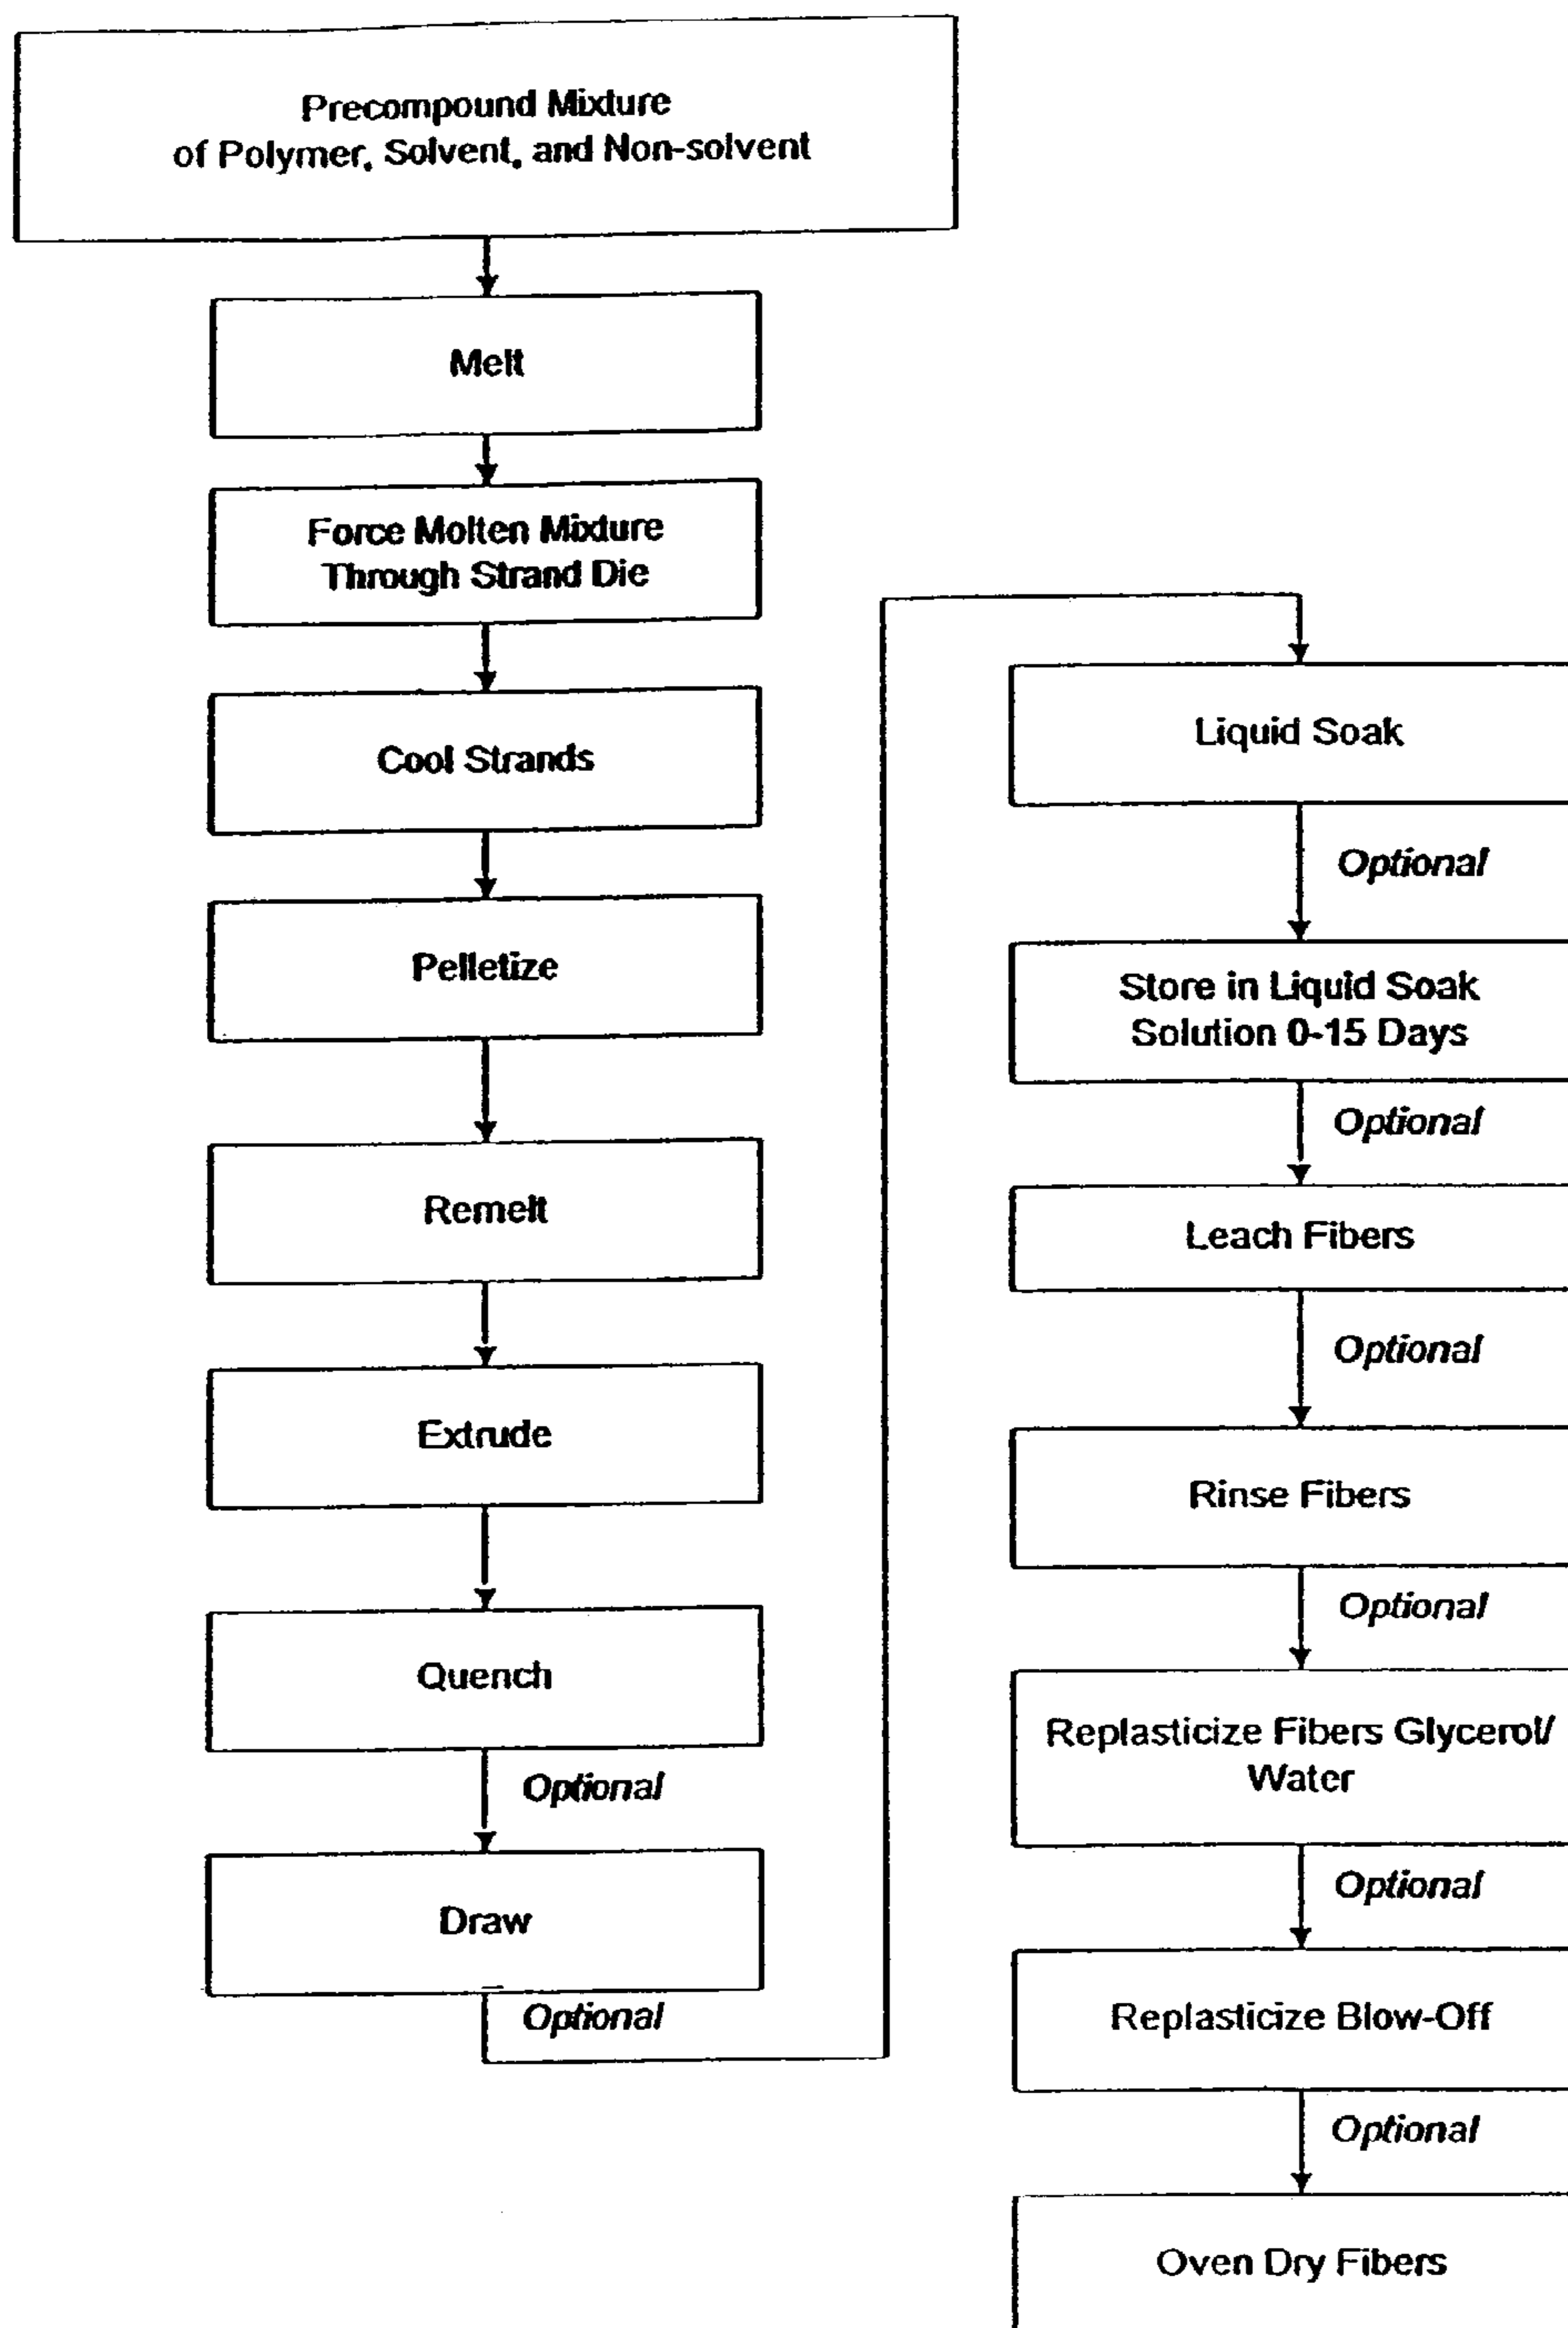 Precompound Mixture
of Polymer, Solvent, and Non-solvent
Melt
Force Molten Mixture
Through Strand Die
Cool Strands
Pelletize
Remelt
Extrude
Quench
Optional
Draw
Optional
Liquid Soak
Optional
Store in Liquid Soak
Solution 0-15 Days
Optional
Leach Fibers
Optional
Rinse Fibers
Optional
Replasticize Fibers Glycerol/
Water
Optional
Replasticize Blow-Off
Optional
Oven Dry Fibers